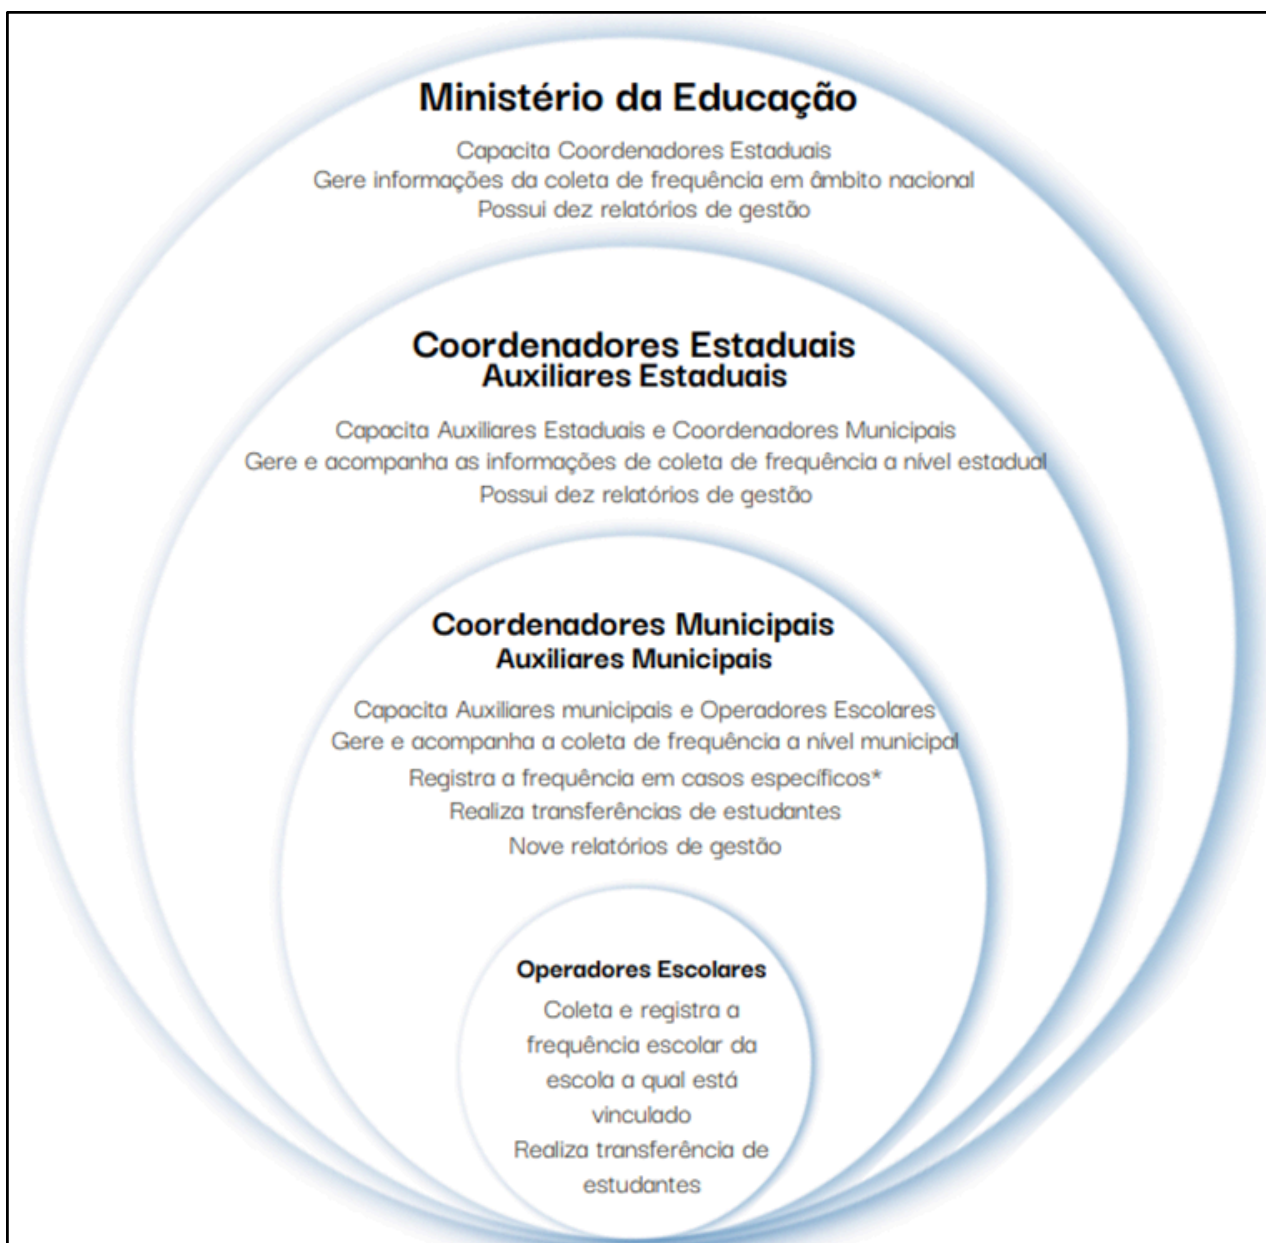 Ministério da Educação
Capacita Coordenadores Estaduais
Gere informações da coleta de frequência em âmbito nacional
Possui dez relatórios de gestão
Coordenadores Estaduais
Auxiliares Estaduais
Capacita Auxiliares Estaduais e Coordenadores Municipais
Gere e acompanha as informações de coleta de frequência a nível estadual
Possui dez relatórios de gestão
Coordenadores Municipais
Auxiliares Municipais
Capacita Auxiliares municipais e Operadores Escolares
Gere e acompanha a coleta de frequência a nível municipal
Registra a frequência em casos específicos*
Realiza transferências de estudantes
Nove relatórios de gestão
Operadores Escolares
Coleta e registra a
frequência escolar da
escola a qual está
vinculado
Realiza transferência de
estudantes